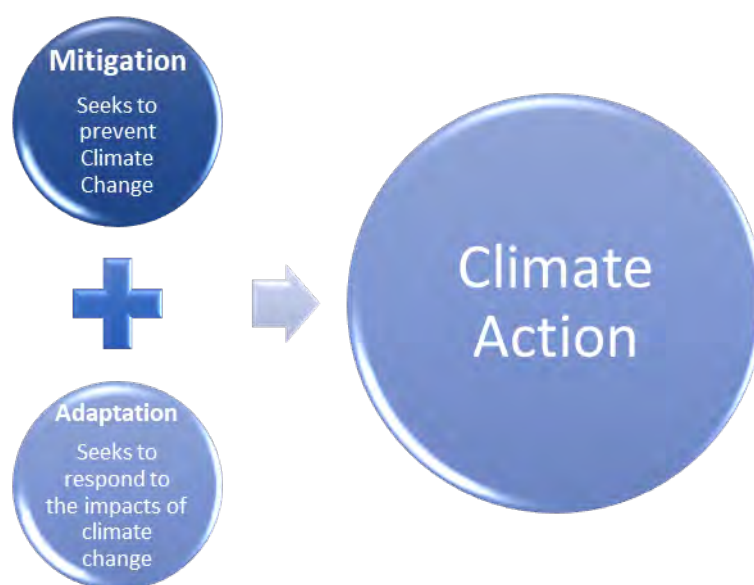 Mitigation
Seeks to
prevent
Climate
Change
Adaptation
Seeks to
respond to
the impacts of
climate
change
Climate
Action